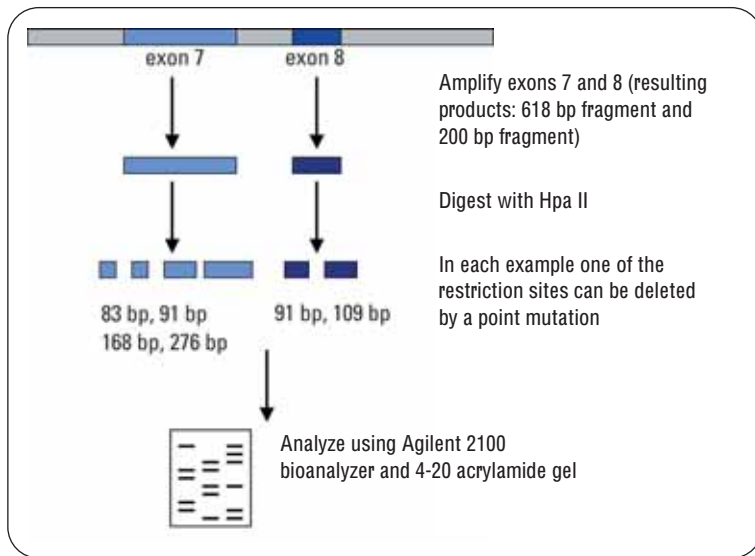 exon 7 exon 8
Amplify exons 7 and 8 (resulting
products: 618 bp fragment and
200 bp fragment)
Digest with Hpa II
In each example one of the
restriction sites can be deleted
by a point mutation
83 bp, 91 bp
168 bp, 276 bp
91 bp, 109 bp
Analyze using Agilent 2100
bioanalyzer and 4-20 acrylamide gel